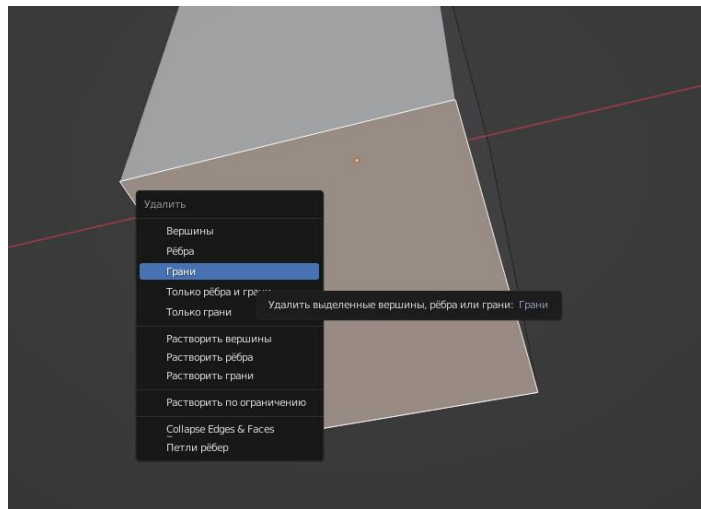 Удалить
Вершины
Рёбра
Грани
Только рёбра и грани
Удалить выделенные вершины, рёбра или грани: Грани
Только грани
Растворить вершины
Растворить рёбра
Растворить грани
Растворить по ограничению
Collapse Edges & Faces
Петли рёбер